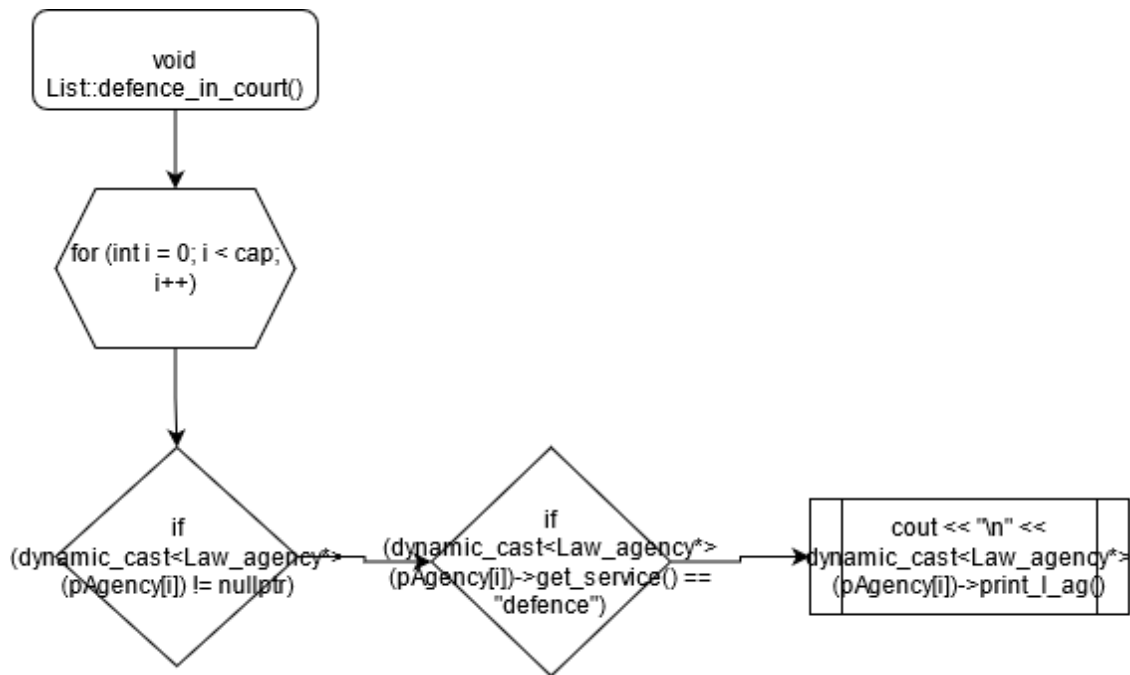 void
List::defence_in_court()
for (int i = 0; i < cap;
i++)
if
(dynamic_cast<Law_agency*>
(pAgency[i]) != nullptr)
if
(dynamic_cast<Law_agency*>
(pAgency[i])->get_service() ==
"defence")
cout << "\n" <<
dynamic_cast<Law_agency*>
(pAgency[i])->print_l_ag()